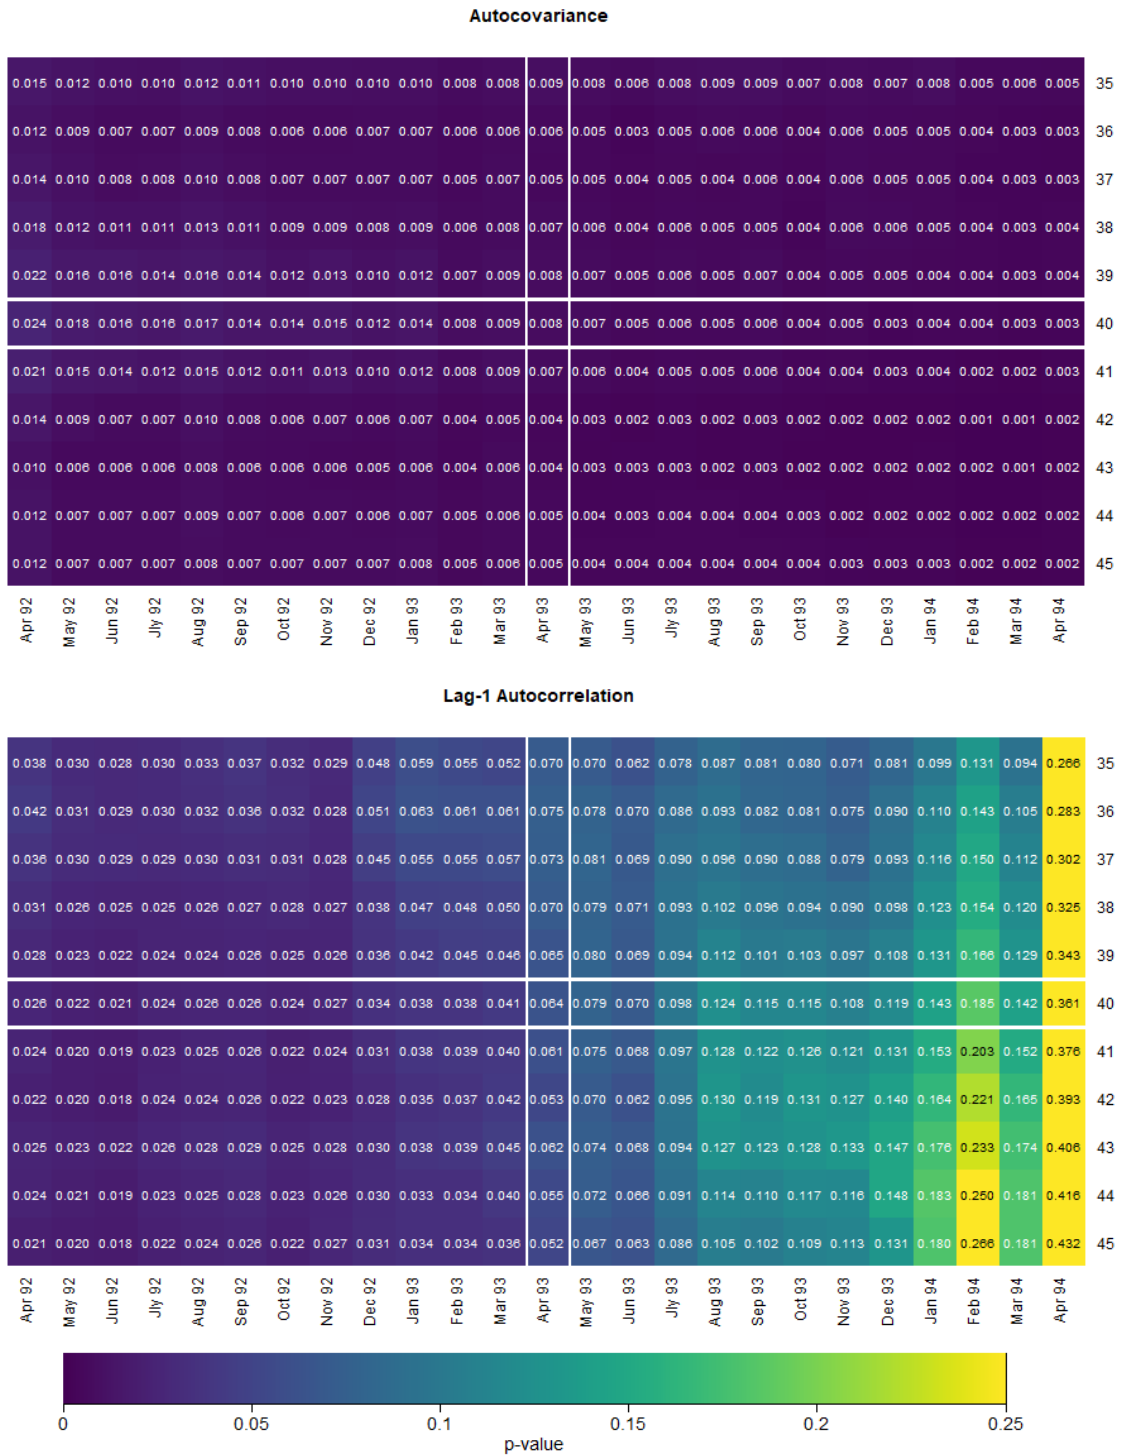 Autocovariance
0.015 0.012 0.010 0.010 0.012 0.011 0.010 0.010 0.010 0.010 0.008 0.008 0.009 0.008 0.006 0.008 0.009 0.009 0.007 0.008 0.007 0.008 0.005 0.006 0.005 35
0.012 0.009 0.007 0.007 0.009 0.008 0.006 0.006 0.007 0.007 0.006 0.006 0.006 0.005 0.003 0.005 0.006 0.006 0.004 0.006 0.005 0.005 0.004 0.003 0.003 36
0.014 0.010 0.008 0.008 0.010 0.008 0.007 0.007 0.007 0.007 0.005 0.007 0.005 0.005 0.004 0.005 0.004 0.006 0.004 0.006 0.005 0.005 0.004 0.003 0.003 37
0.018 0.012 0.011 0.011 0.013 0.011 0.009 0.009 0.008 0.009 0.006 0.008 0.007 0.006 0.004 0.006 0.005 0.005 0.004 0.006 0.006 0.005 0.004 0.003 0.004 38
0.022 0.016 0.016 0.014 0.016 0.014 0.012 0.013 0.010 0.012 0.007 0.009 0.008 0.007 0.005 0.006 0.005 0.007 0.004 0.005 0.005 0.004 0.004 0.003 0.004 39
0.024 0.018 0.016 0.016 0.017 0.014 0.014 0.015 0.012 0.014 0.008 0.009 0.008 0.007 0.005 0.006 0.005 0.006 0.004 0.005 0.003 0.004 0.004 0.003 0.003 40
0.021 0.015 0.014 0.012 0.015 0.012 0.011 0.013 0.010 0.012 0.008 0.009 0.007 0.006 0.004 0.005 0.005 0.006 0.004 0.004 0.003 0.004 0.002 0.002 0.003 41
0.014 0.009 0.007 0.007 0.010 0.008 0.006 0.007 0.006 0.007 0.004 0.005 0.004 0.003 0.002 0.003 0.002 0.003 0.002 0.002 0.002 0.002 0.001 0.001 0.002 42
0.010 0.006 0.006 0.006 0.008 0.006 0.006 0.006 0.005 0.006 0.004 0.006 0.004 0.003 0.003 0.003 0.002 0.003 0.002 0.002 0.002 0.002 0.002 0.001 0.002 43
0.012 0.007 0.007 0.007 0.009 0.007 0.006 0.007 0.006 0.007 0.005 0.006 0.005 0.004 0.003 0.004 0.004 0.004 0.003 0.002 0.002 0.002 0.002 0.002 0.002 44
0.012 0.007 0.007 0.007 0.008 0.007 0.007 0.007 0.007 0.008 0.005 0.006 0.005 0.004 0.004 0.004 0.004 0.004 0.004 0.003 0.003 0.003 0.002 0.002 0.002 45
Apr 92 May 92 Jun 92 Jly 92 Aug 92 Sep 92 Oct 92 Nov 92 Dec 92 Jan 93 Feb 93 Mar 93 Apr 93 May 93 Jun 93 Jly 93 Aug 93 Sep 93 Oct 93 Nov 93 Dec 93 Jan 94 Feb 94 Mar 94 Apr 94
Lag-1 Autocorrelation
0.038 0.030 0.028 0.030 0.033 0.037 0.032 0.029 0.048 0.059 0.055 0.052 0.070 0.070 0.062 0.078 0.087 0.081 0.080 0.071 0.081 0.099 0.131 0.094 0.266 35
0.042 0.031 0.029 0.030 0.032 0.036 0.032 0.028 0.051 0.063 0.061 0.061 0.075 0.078 0.070 0.086 0.093 0.082 0.081 0.075 0.090 0.110 0.143 0.105 0.283 36
0.036 0.030 0.029 0.029 0.030 0.031 0.031 0.028 0.045 0.055 0.055 0.057 0.073 0.081 0.069 0.090 0.096 0.090 0.088 0.079 0.093 0.116 0.150 0.112 0.302 37
0.031 0.026 0.025 0.025 0.026 0.027 0.028 0.027 0.038 0.047 0.048 0.050 0.070 0.079 0.071 0.093 0.102 0.096 0.094 0.090 0.098 0.123 0.154 0.120 0.325 38
0.028 0.023 0.022 0.024 0.024 0.026 0.025 0.026 0.036 0.042 0.045 0.046 0.065 0.080 0.069 0.094 0.112 0.101 0.103 0.097 0.108 0.131 0.166 0.129 0.343 39
0.026 0.022 0.021 0.024 0.026 0.026 0.024 0.027 0.034 0.038 0.038 0.041 0.064 0.079 0.070 0.098 0.124 0.115 0.115 0.108 0.119 0.143 0.185 0.142 0.361 40
0.024 0.020 0.019 0.023 0.025 0.026 0.022 0.024 0.031 0.038 0.039 0.040 0.061 0.075 0.068 0.097 0.128 0.122 0.126 0.121 0.131 0.153 0.203 0.152 0.376 41
0.022 0.020 0.018 0.024 0.024 0.026 0.022 0.023 0.028 0.035 0.037 0.042 0.053 0.070 0.062 0.095 0.130 0.119 0.131 0.127 0.140 0.164 0.221 0.165 0.393 42
0.025 0.023 0.022 0.026 0.028 0.029 0.025 0.028 0.030 0.038 0.039 0.045 0.062 0.074 0.068 0.094 0.127 0.123 0.128 0.133 0.147 0.176 0.233 0.174 0.406 43
0.024 0.021 0.019 0.023 0.025 0.028 0.023 0.026 0.030 0.033 0.034 0.040 0.055 0.072 0.066 0.091 0.114 0.110 0.117 0.116 0.148 0.183 0.250 0.181 0.416 44
0.021 0.020 0.018 0.022 0.024 0.026 0.022 0.027 0.031 0.034 0.034 0.036 0.052 0.067 0.063 0.086 0.105 0.102 0.109 0.113 0.131 0.180 0.266 0.181 0.432 45
Apr 92 May 92 Jun 92 Jly 92 Aug 92 Sep 92 Oct 92 Nov 92 Dec 92 Jan 93 Feb 93 Mar 93 Apr 93 May 93 Jun 93 Jly 93 Aug 93 Sep 93 Oct 93 Nov 93 Dec 93 Jan 94 Feb 94 Mar 94 Apr 94
0 0.05 0.1 0.15 0.2 0.25
p-value